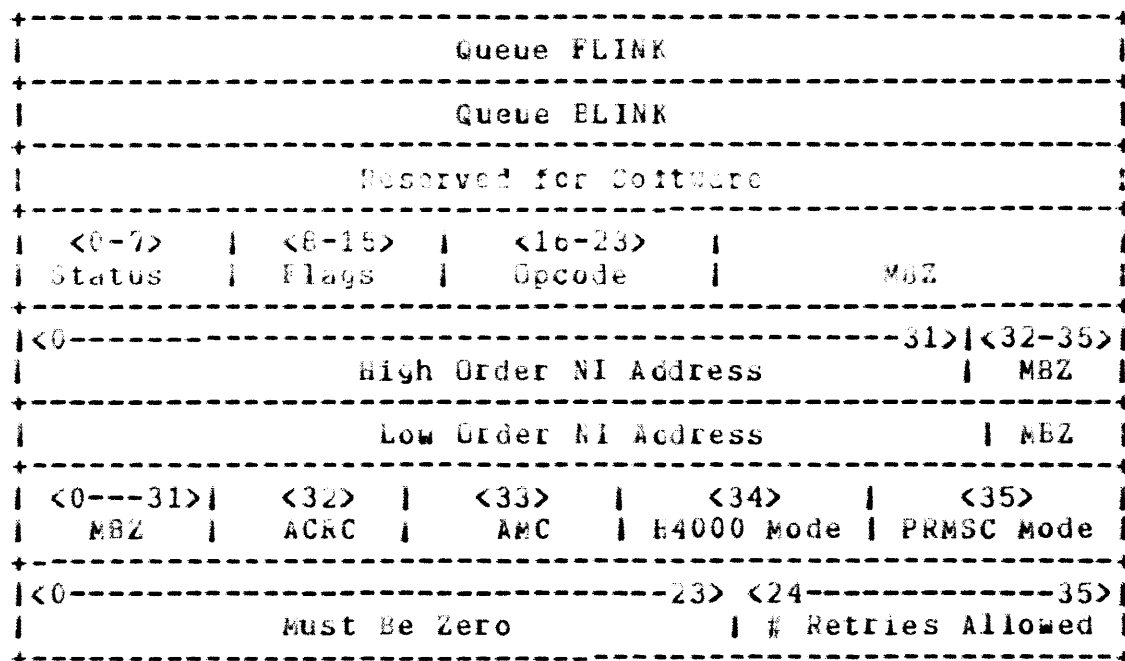 Queue FLINK
Queue BLINK
Reserved for Software
<0-7> | <8-15> | <16-23> |
Status | Flags | Opcode | MBZ
|<0-----------------------------------------31>|<32-35>|
High Order NI Address | MBZ
Low Order NI Address | MBZ
<0---31>| <32> | <33> | <34> | <35>
MBZ | ACRC | AMC | H4000 Mode | PRMSC Mode
|<0-----------------------------23> <24--------------35>|
Must Be Zero | # Retries Allowed